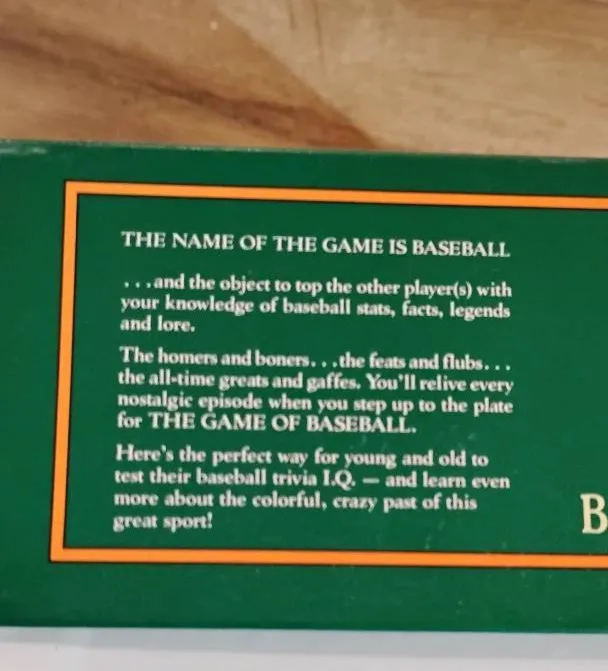 THE NAME OF THE GAME IS BASEBALL
...and the object to top the other player(s) with
your knowledge of baseball stats, facts, legends
and lore.
The homers and boners...the feats and flubs...
the all-time greats and gaffes. You'll relive every
nostalgic episode when you step up to the plate
for THE GAME OF BASEBALL.
Here's the perfect way for young and old to
test their baseball trivia I.Q. — and learn even
more about the colorful, crazy past of this
great sport!
B